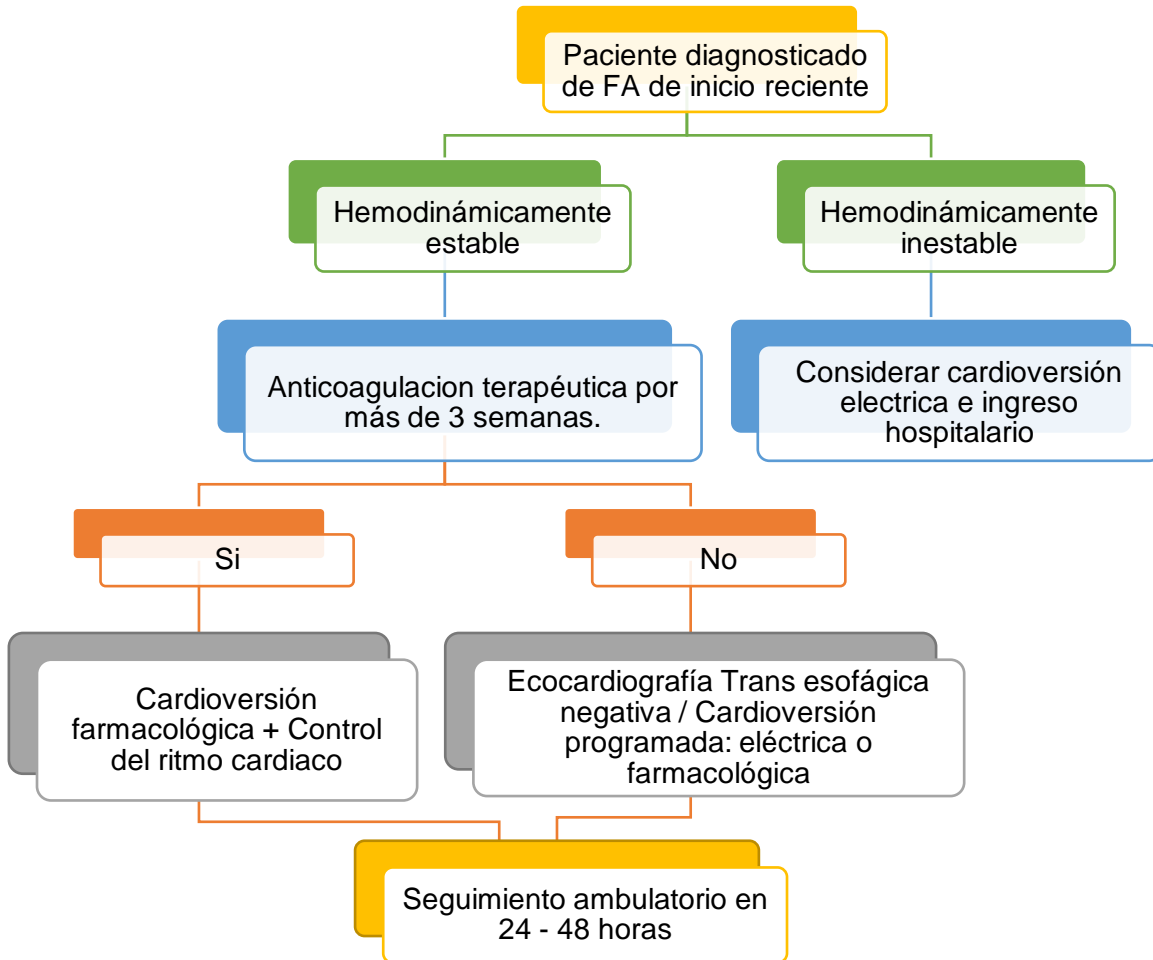 Paciente diagnosticado
de FA de inicio reciente
Hemodinámicamente
estable
Hemodinámicamente
inestable
Anticoagulacion terapéutica por
más de 3 semanas.
Considerar cardioversión
electrica e ingreso
hospitalario
Si
No
Cardioversión
farmacológica + Control
del ritmo cardiaco
Ecocardiografía Trans esofágica
negativa / Cardioversión
programada: eléctrica o
farmacológica
Seguimiento ambulatorio en
24 - 48 horas